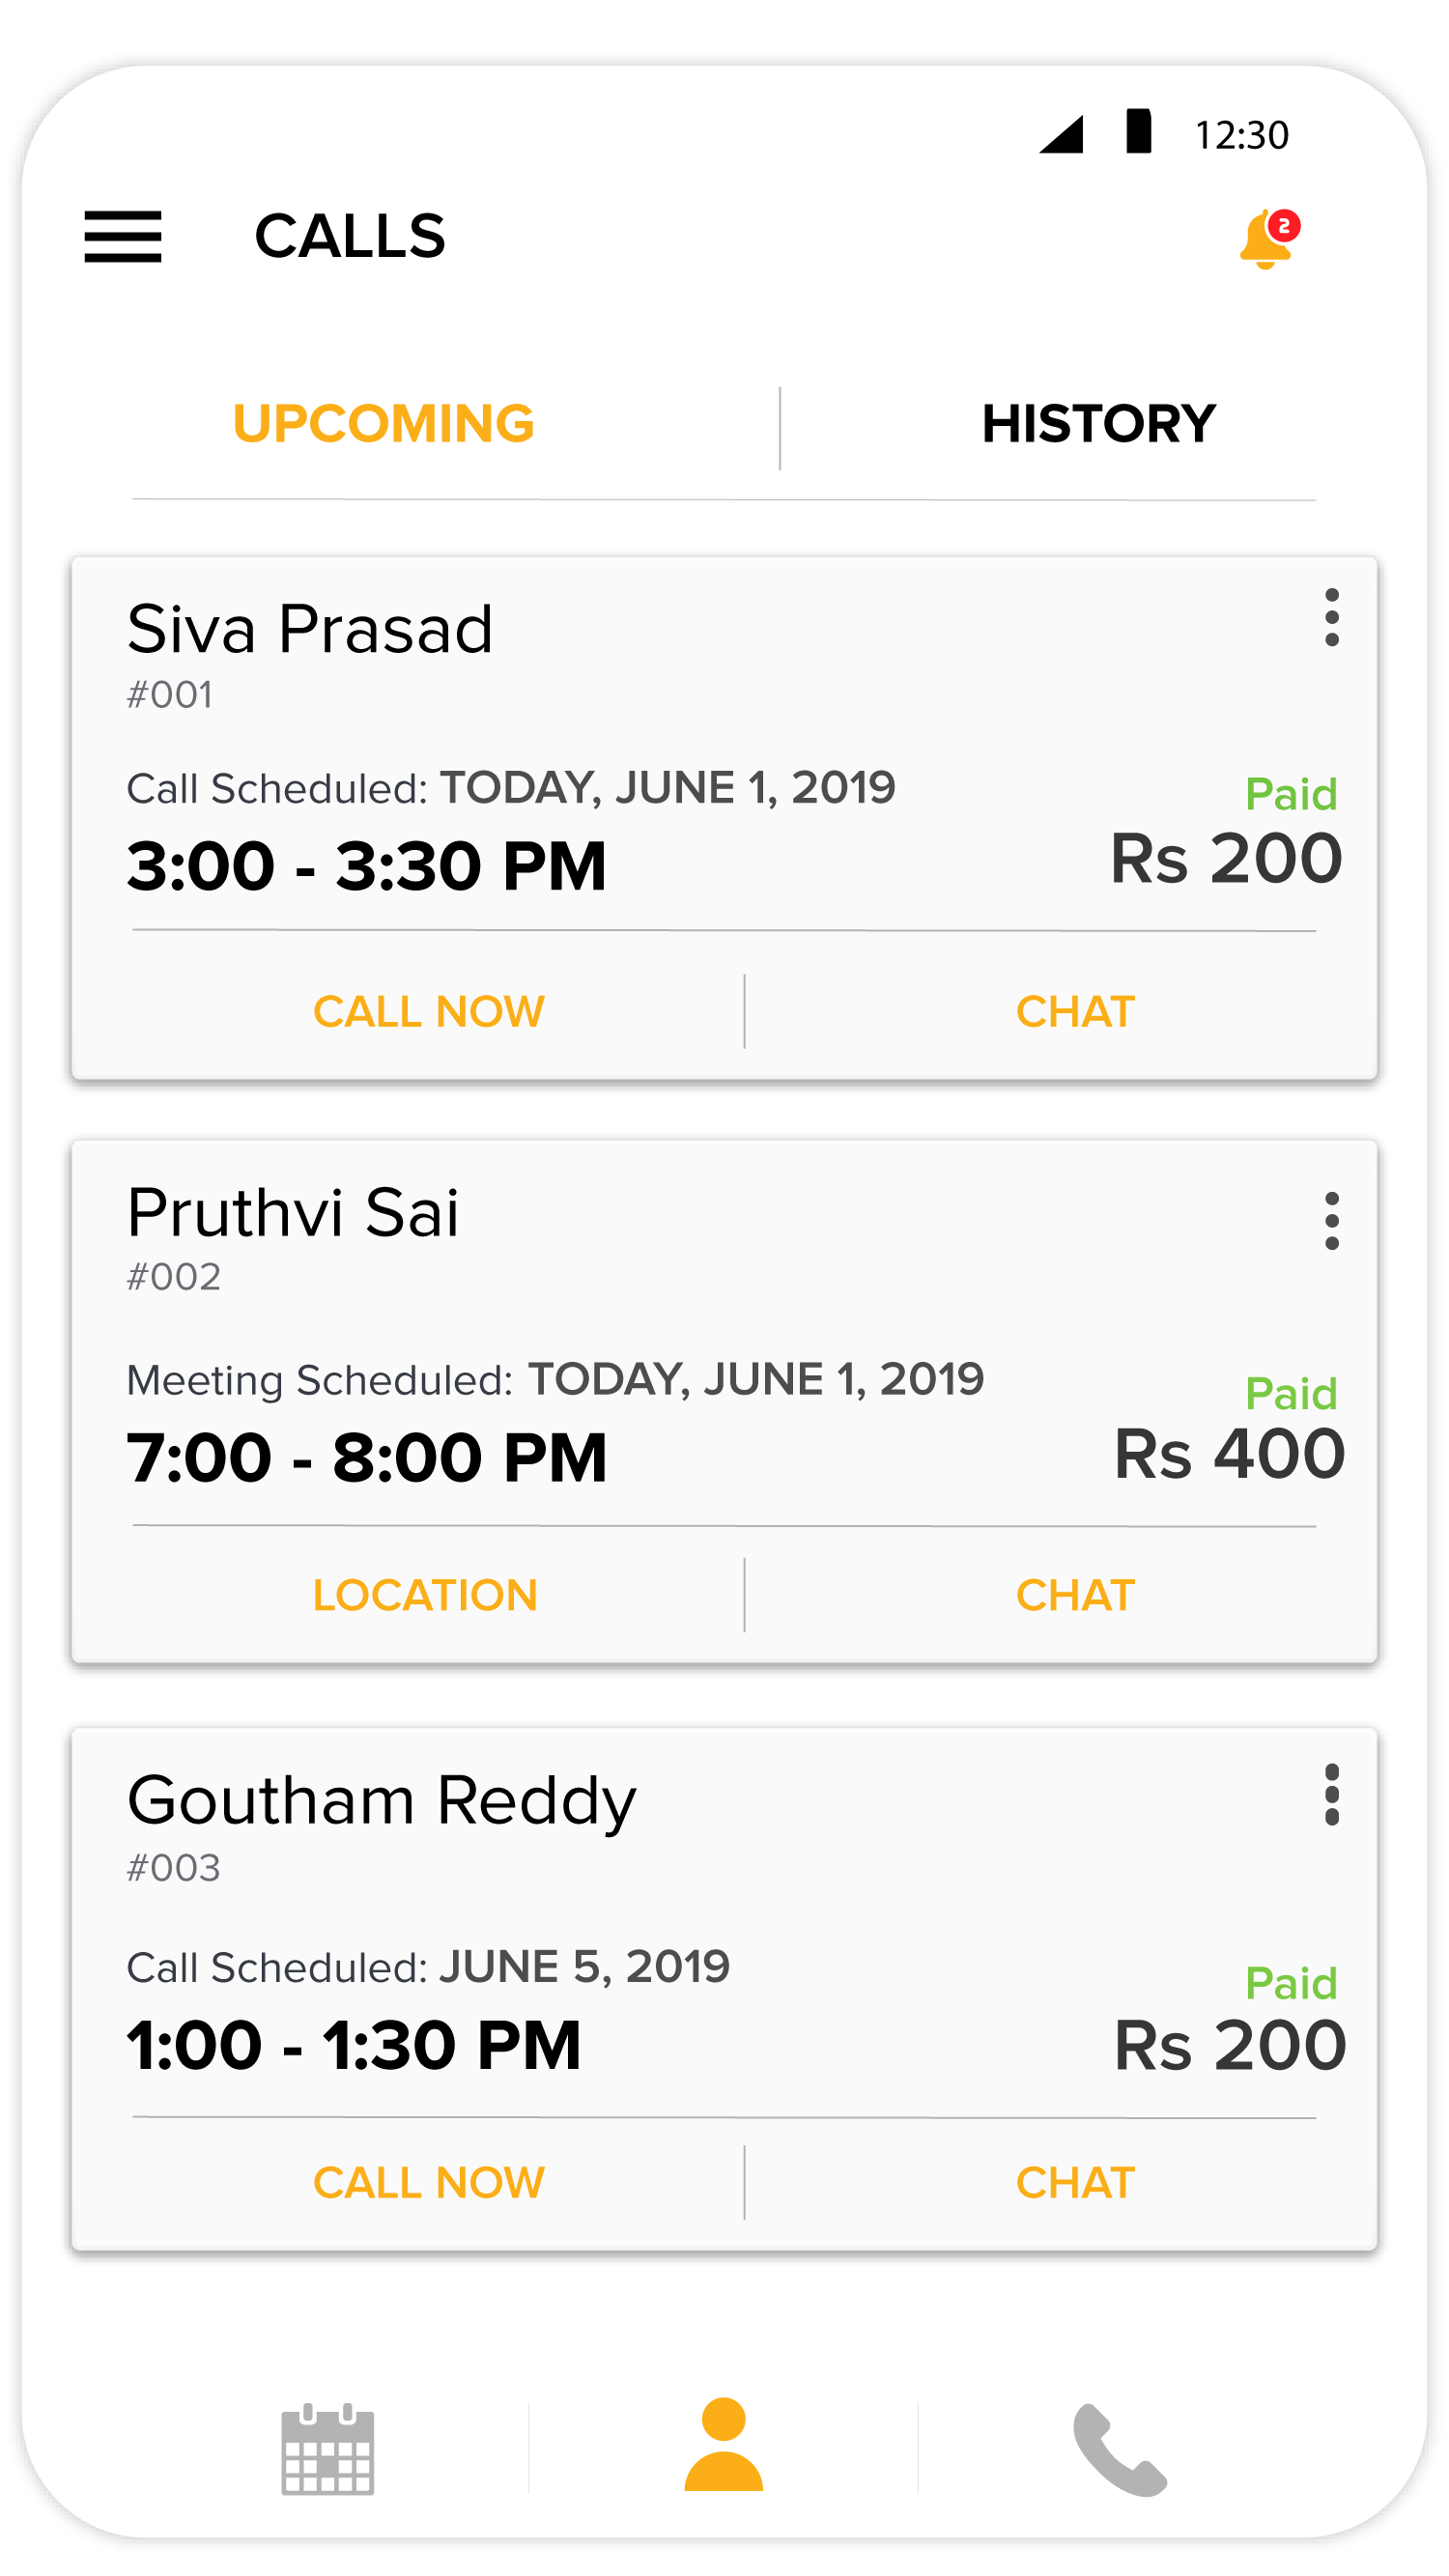 12:30
CALLS
2
UPCOMING
HISTORY
Siva Prasad
#001
Call Scheduled: TODAY, JUNE 1, 2019
Paid
3:00 - 3:30 PM
Rs 200
CALL NOW
CHAT
Pruthvi Sai
#002
Meeting Scheduled: TODAY, JUNE 1, 2019
Paid
7:00 - 8:00 PM
Rs 400
LOCATION
CHAT
Goutham Reddy
#003
Call Scheduled: JUNE 5, 2019
Paid
1:00 - 1:30 PM
Rs 200
CALL NOW
CHAT